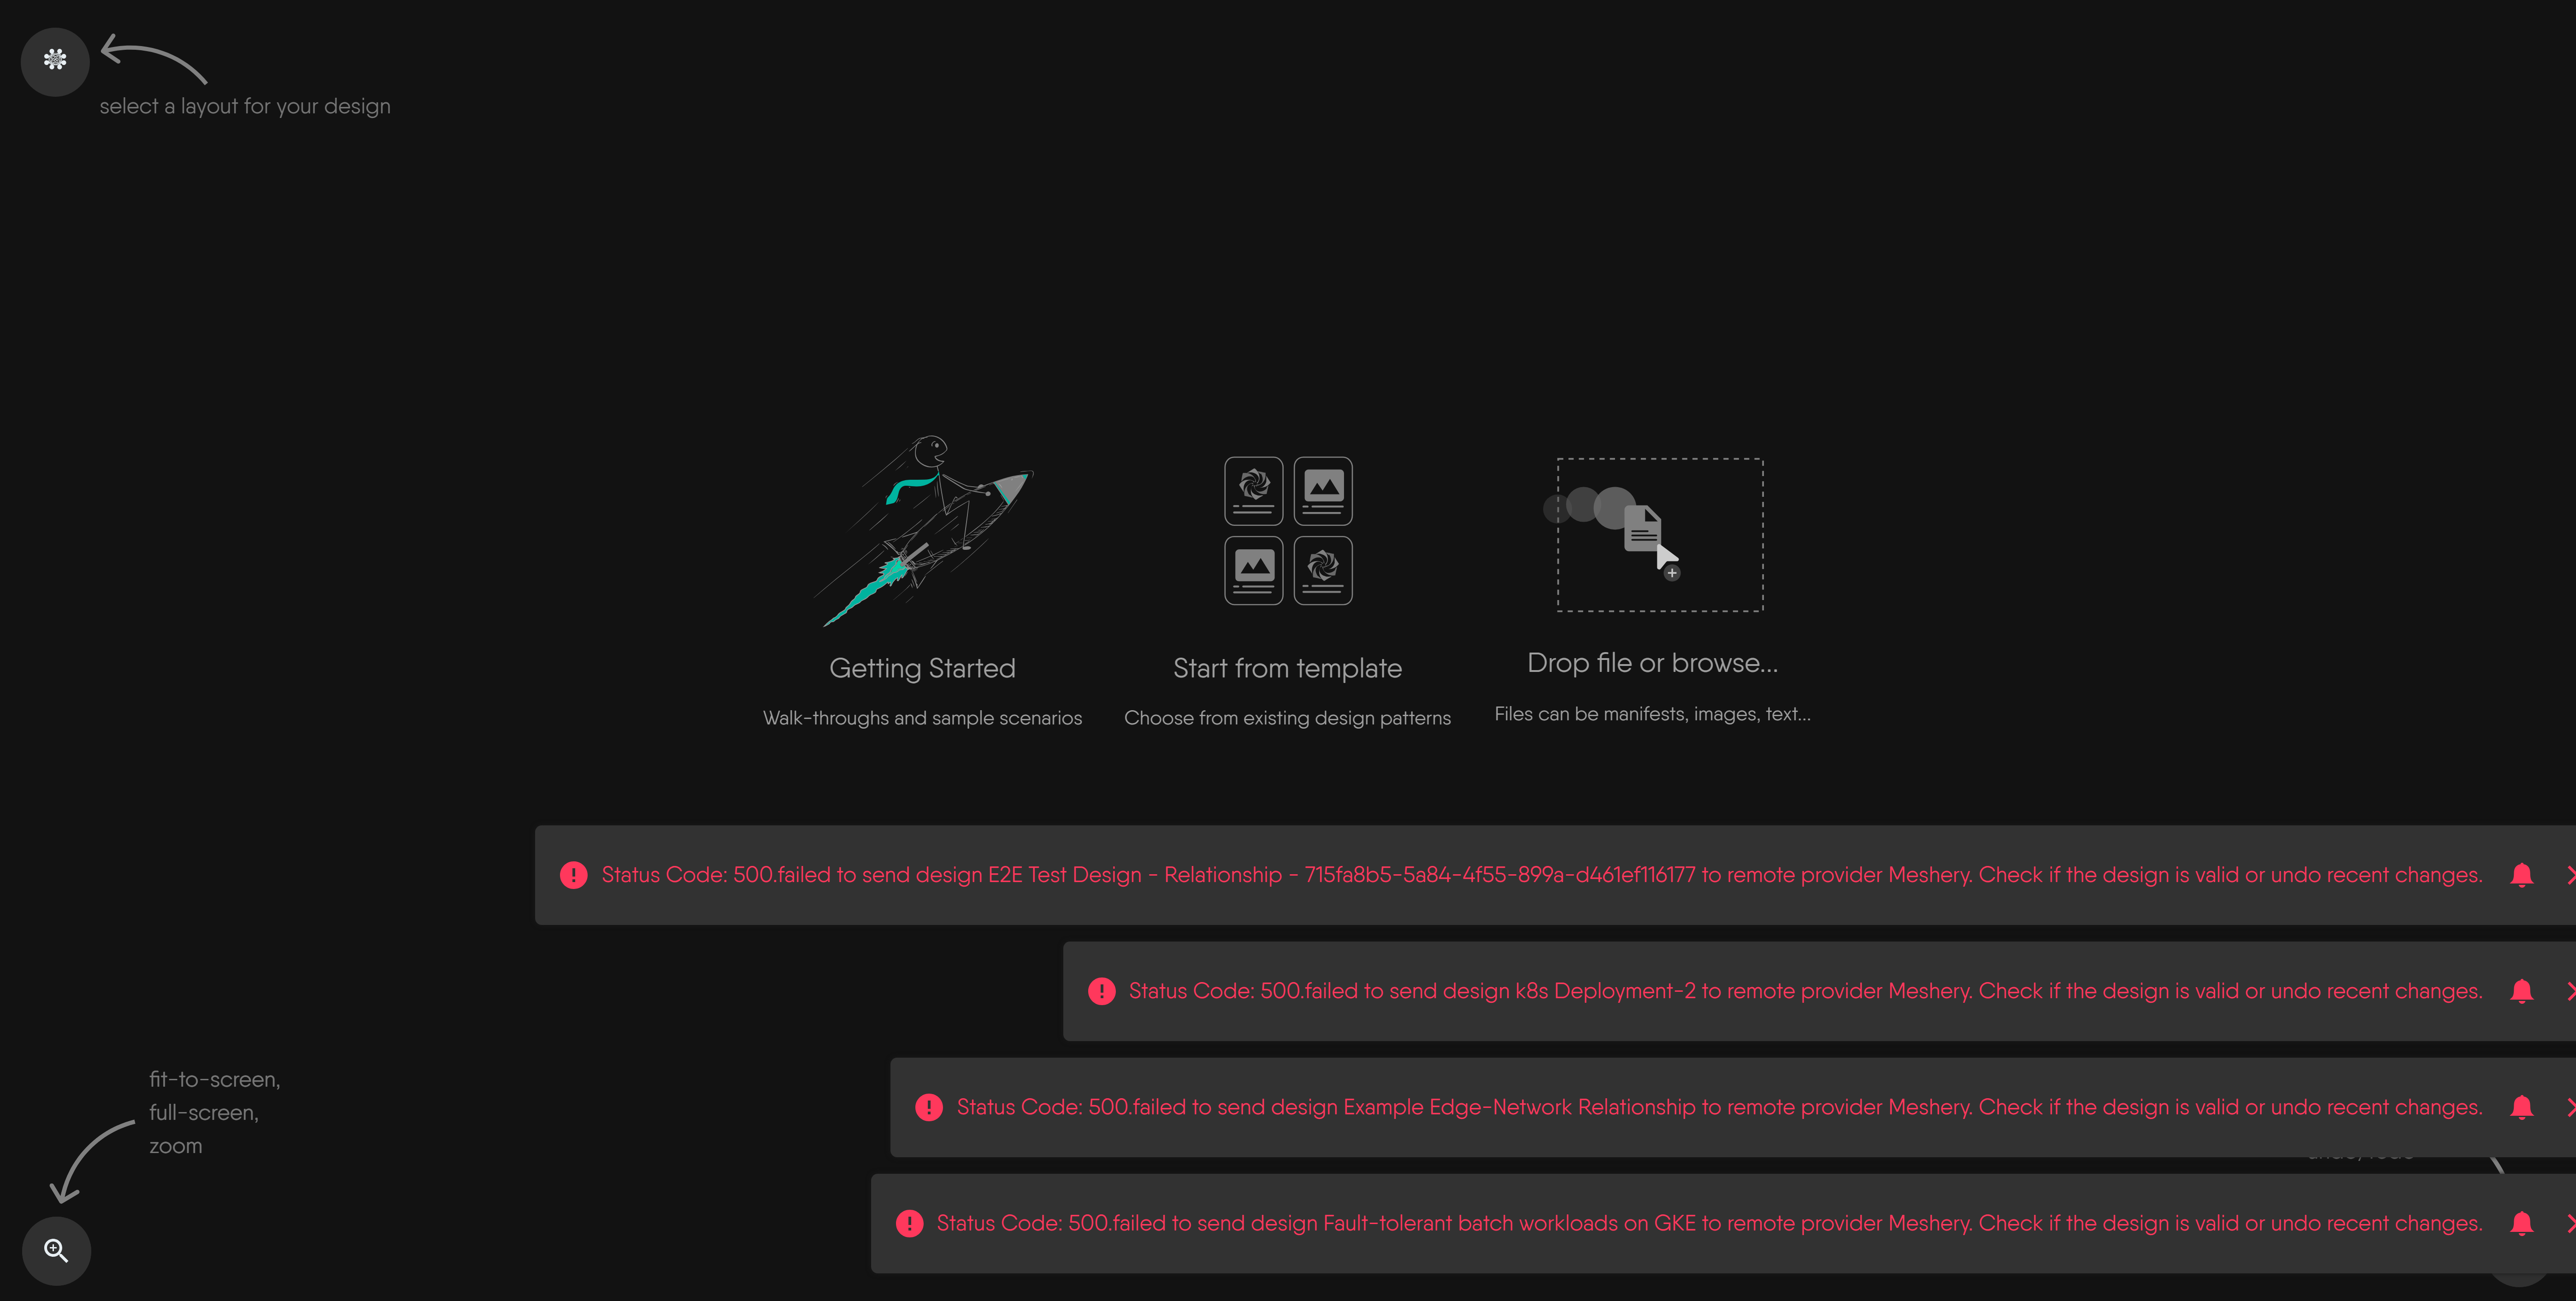 select a layout for your design
Getting Started
Walk-throughs and sample scenarios
Start from template
Choose from existing design patterns
Drop file or browse...
Files can be manifests, images, text...
Status Code: 500.failed to send design E2E Test Design - Relationship - 715fa8b5-5a84-4f55-899a-d461ef116177 to remote provider Meshery. Check if the design is valid or undo recent changes.
Status Code: 500.failed to send design k8s Deployment-2 to remote provider Meshery. Check if the design is valid or undo recent changes.
Status Code: 500.failed to send design Example Edge-Network Relationship to remote provider Meshery. Check if the design is valid or undo recent changes.
Status Code: 500.failed to send design Fault-tolerant batch workloads on GKE to remote provider Meshery. Check if the design is valid or undo recent changes.
fit-to-screen,
full-screen,
zoom